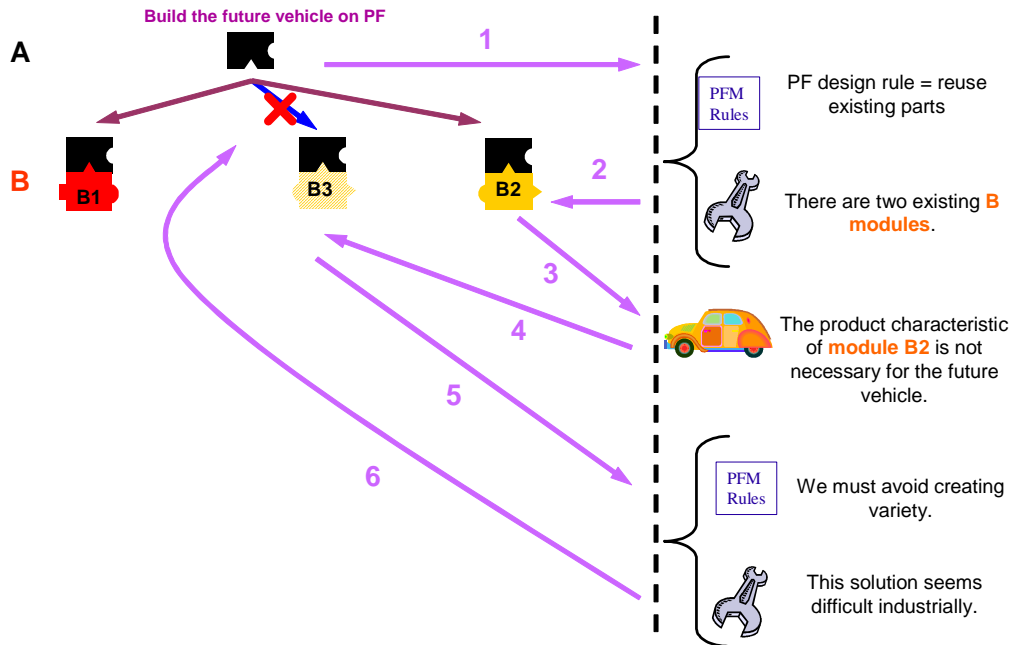 Build the future vehicle on PF
A
1
PFM
Rules
PF design rule = reuse
existing parts
B
B1
B3
B2
2
There are two existing B
modules.
3
4
The product characteristic
of module B2 is not
necessary for the future
vehicle.
5
6
PFM
Rules
We must avoid creating
variety.
This solution seems
difficult industrially.